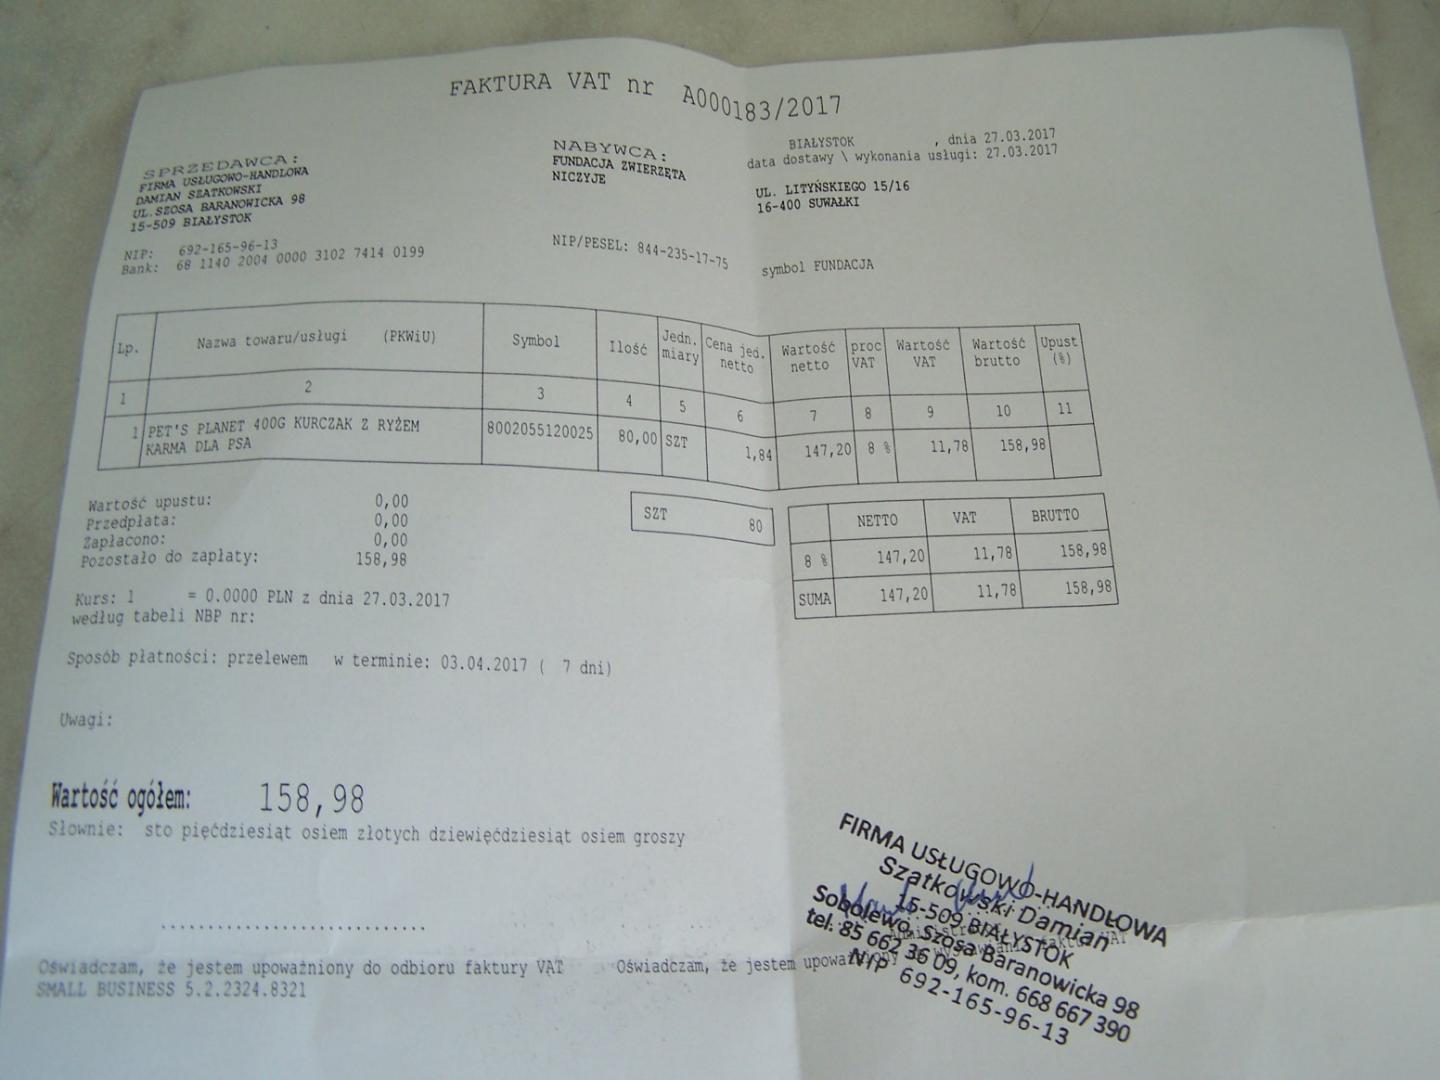 FAKTURA VAT nr A000183/2017
BIAŁYSTOK , dnia 27.03.2017
data dostawy \ wykonania usługi: 27.03.2017
SPRZEDAWCA:
FIRMA USŁUGOWO-HANDLOWA
DAMIAN SZATKOWSKI
UL.SZOSA BARANOWICKA 98
15-509 BIAŁYSTOK
NIP: 692-165-96-13
Bank: 68 1140 2004 0000 3102 7414 0199
NABYWCA:
FUNDACJA ZWIERZĘTA
NICZYJE
NIP/PESEL: 844-235-17-75
UL. LITYŃSKIEGO 15/16
16-400 SUWAŁKI
symbol FUNDACJA
Lp. Nazwa towaru/usługi (PKWiU) Symbol Ilość Jedn. miary Cena jed. netto Wartość netto proc VAT Wartość VAT Wartość brutto Upust (%)
1 2 3 4 5 6 7 8 9 10 11
1 PET'S PLANET 400G KURCZAK Z RYŻEM 8002055120025 80,00 SZT 1,84 147,20 8 % 11,78 158,98
KARMA DLA PSA
Wartość upustu: 0,00
Przedpłata: 0,00
Zapłacono: 0,00
Pozostało do zapłaty: 158,98
SZT 80
NETTO VAT BRUTTO
8 % 147,20 11,78 158,98
SUMA 147,20 11,78 158,98
Kurs: 1 = 0.0000 PLN z dnia 27.03.2017
według tabeli NBP nr:
Sposób płatności: przelewem w terminie: 03.04.2017 ( 7 dni)
Uwagi:
Wartość ogółem: 158,98
Słownie: sto pięćdziesiąt osiem złotych dziewięćdziesiąt osiem groszy
..............................
Oświadczam, że jestem upoważniony do odbioru faktury VAT
SMALL BUSINESS 5.2.2324.8321
Oświadczam, że jestem upoważniony
FIRMA USŁUGOWO-HANDLOWA
Szatkowski Damian
15-509 BIAŁYSTOK
Sobolewo, Szosa Baranowicka 98
tel. 85 662 36 09, kom. 668 667 390
NIP 692-165-96-13